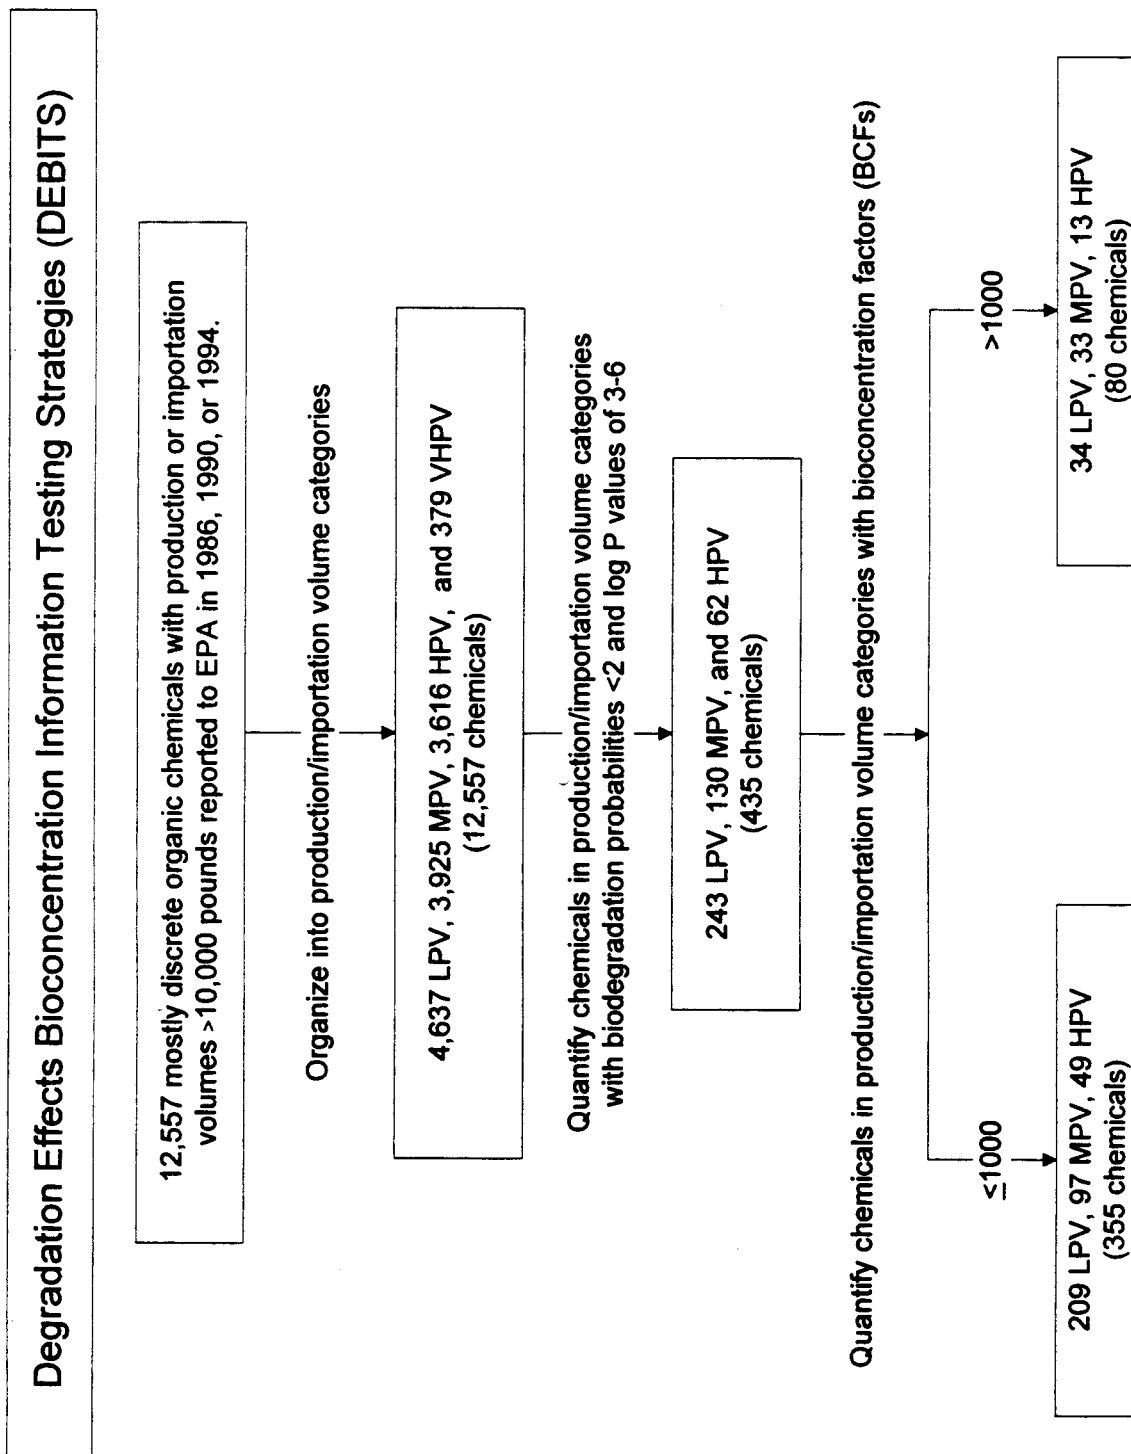 Degradation Effects Bioconcentration Information Testing Strategies (DEBITS)
12,557 mostly discrete organic chemicals with production or importation
volumes >10,000 pounds reported to EPA in 1986, 1990, or 1994.
Organize into production/importation volume categories
4,637 LPV, 3,925 MPV, 3,616 HPV, and 379 VHPV
(12,557 chemicals)
Quantify chemicals in production/importation volume categories
with biodegradation probabilities <2 and log P values of 3-6
243 LPV, 130 MPV, and 62 HPV
(435 chemicals)
Quantify chemicals in production/importation volume categories with bioconcentration factors (BCFs)
≤1000
>1000
209 LPV, 97 MPV, 49 HPV
(355 chemicals)
34 LPV, 33 MPV, 13 HPV
(80 chemicals)